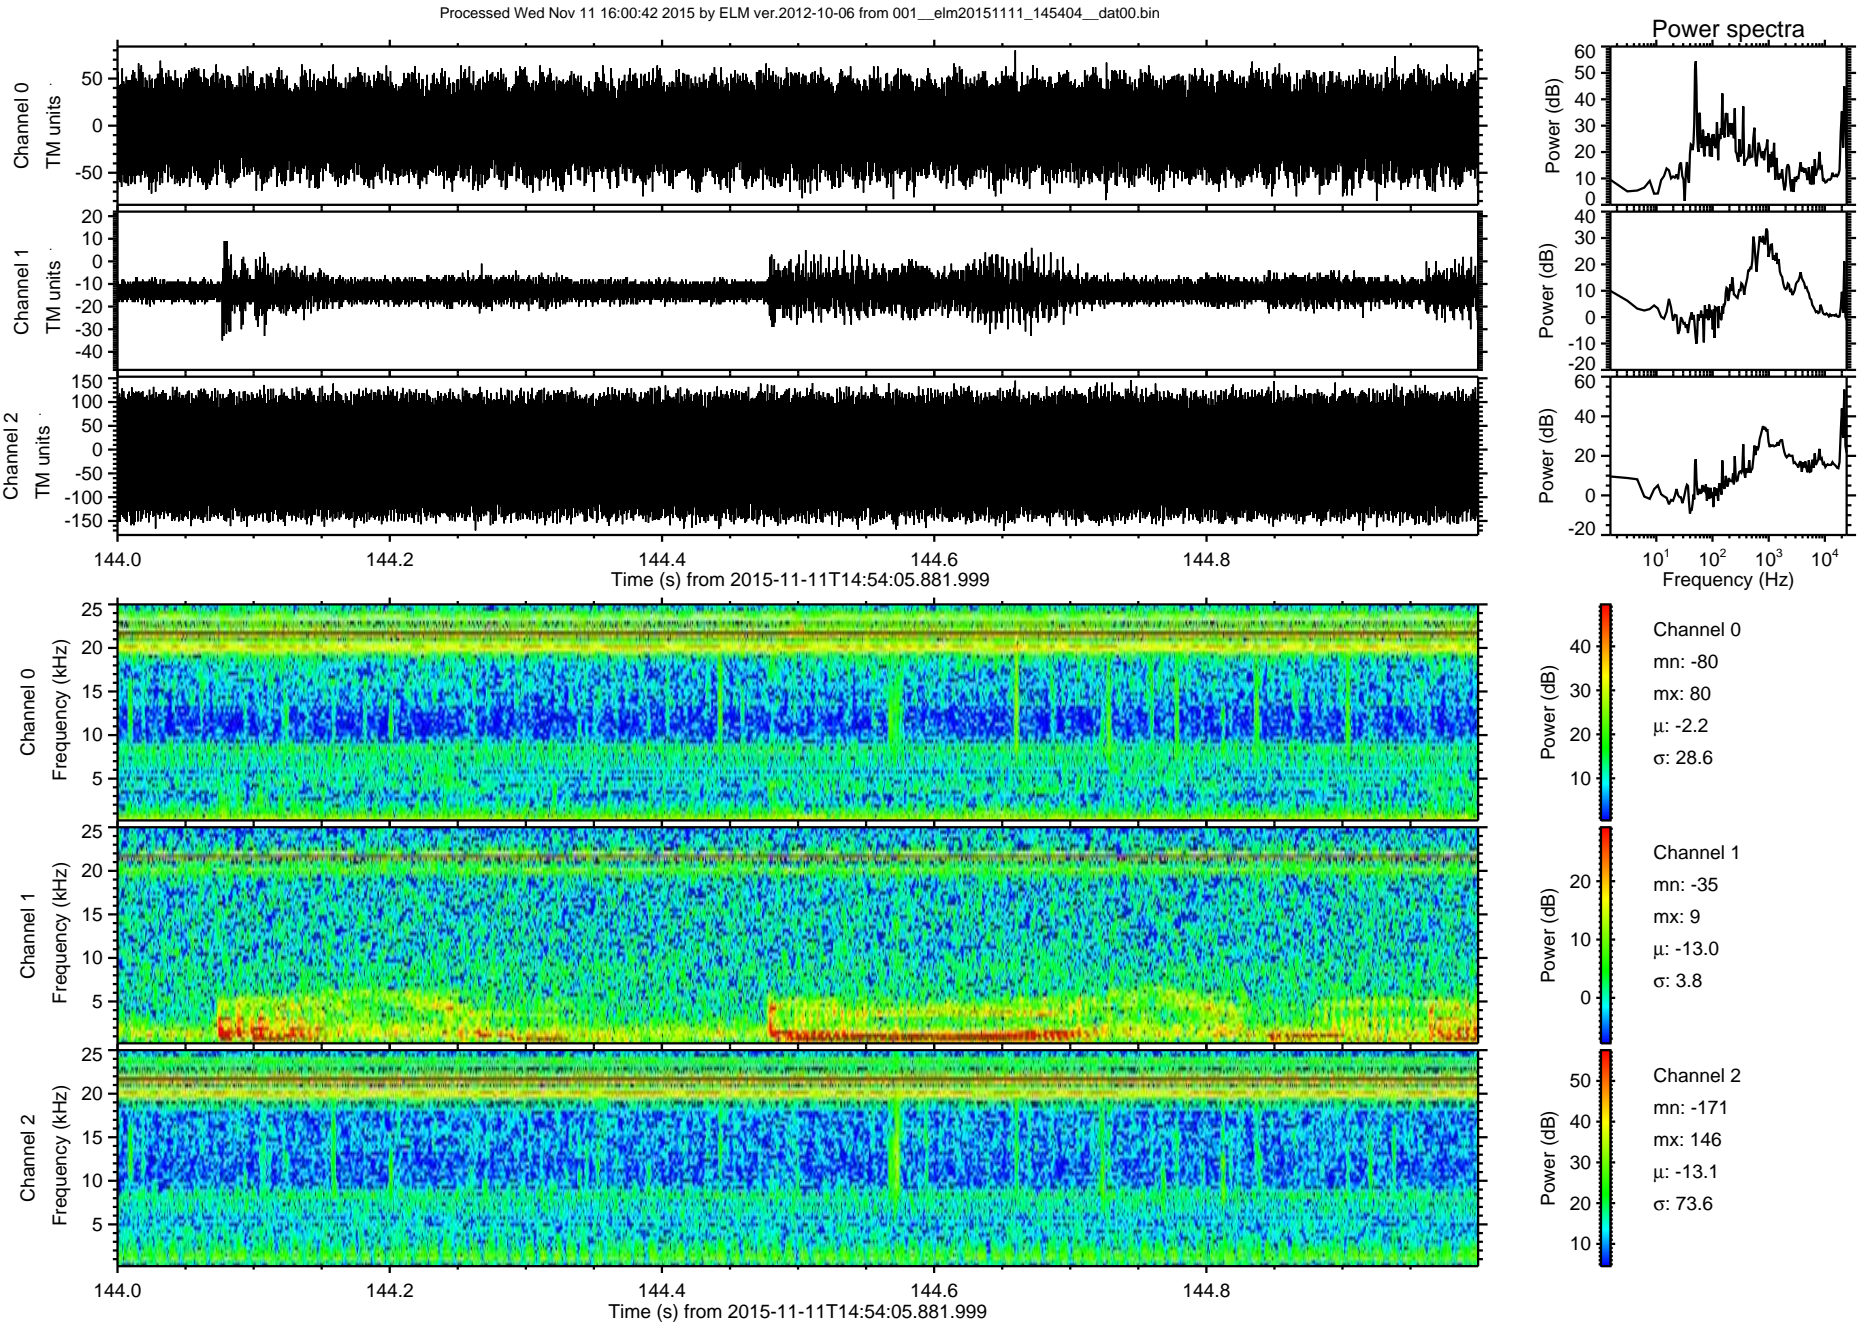 Processed Wed Nov 11 16:00:42 2015 by ELM ver.2012-10-06 from 001__elm20151111_145404__dat00.bin
Power spectra
Channel 0
TM units
50
0
-50
Power (dB)
60
50
40
30
20
10
0
Channel 1
TM units
20
10
0
-10
-20
-30
-40
Power (dB)
40
30
20
10
0
-10
-20
Channel 2
TM units
150
100
50
0
-50
-100
-150
Power (dB)
60
40
20
0
-20
144.0 144.2 144.4 144.6 144.8
Time (s) from 2015-11-11T14:54:05.881.999
10^1 10^2 10^3 10^4
Frequency (Hz)
Channel 0
Frequency (kHz)
25
20
15
10
5
Power (dB)
40
30
20
10
Channel 0
mn: -80
mx: 80
μ: -2.2
σ: 28.6
Channel 1
Frequency (kHz)
25
20
15
10
5
Power (dB)
20
10
0
Channel 1
mn: -35
mx: 9
μ: -13.0
σ: 3.8
Channel 2
Frequency (kHz)
25
20
15
10
5
Power (dB)
50
40
30
20
10
Channel 2
mn: -171
mx: 146
μ: -13.1
σ: 73.6
144.0 144.2 144.4 144.6 144.8
Time (s) from 2015-11-11T14:54:05.881.999